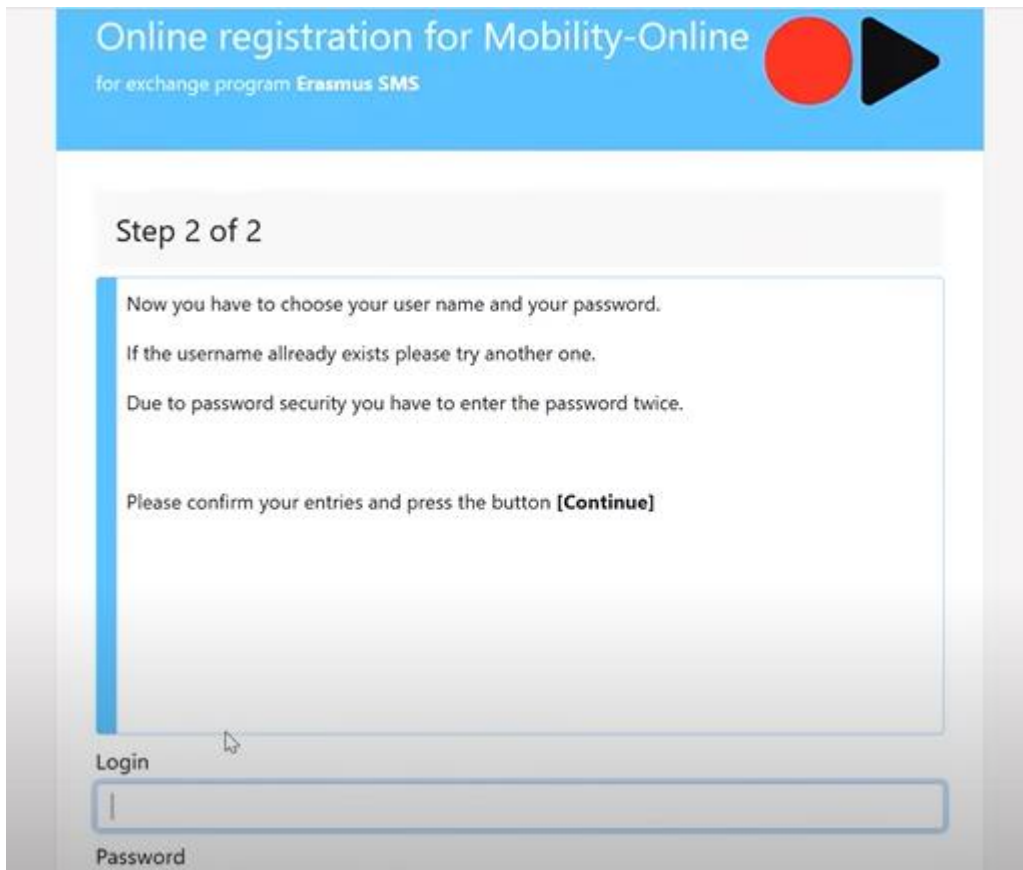 Online registration for Mobility-Online
for exchange program Erasmus SMS
Step 2 of 2
Now you have to choose your user name and your password.
If the username allready exists please try another one.
Due to password security you have to enter the password twice.
Please confirm your entries and press the button [Continue]
Login
Password